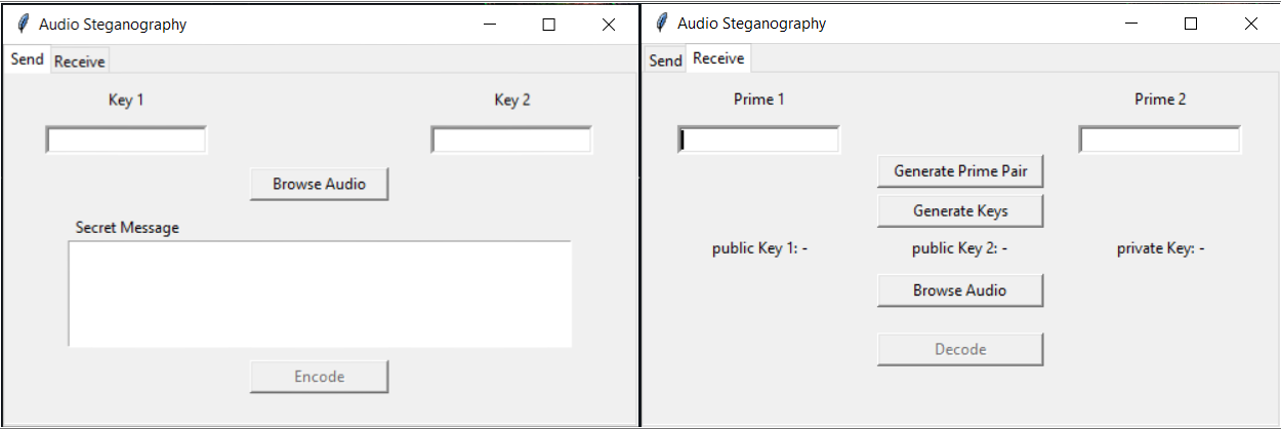 Audio Steganography
Send Receive
Key 1 Key 2
Browse Audio
Secret Message
Encode
Audio Steganography
Send Receive
Prime 1 Prime 2
Generate Prime Pair
Generate Keys
public Key 1: - public Key 2: - private Key: -
Browse Audio
Decode